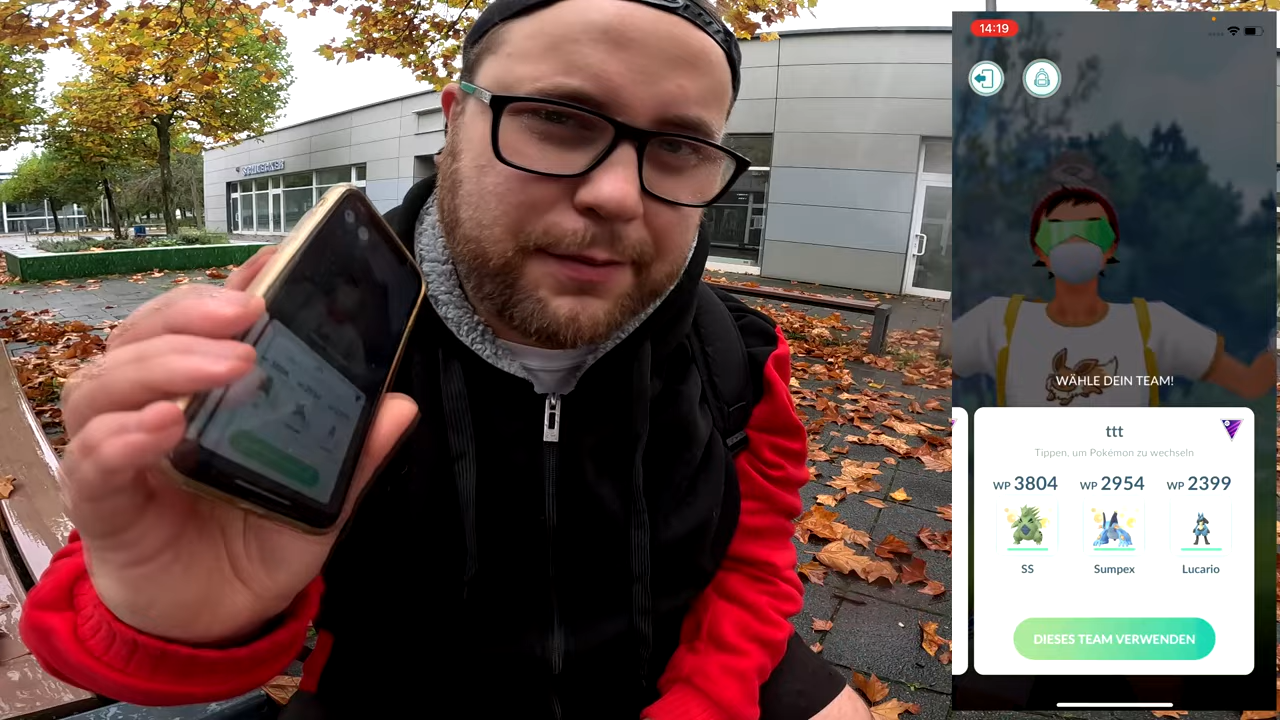 14:19
WÄHLE DEIN TEAM!
ttt
Tippen, um Pokémon zu wechseln
WP 3804 WP 2954 WP 2399
SS Sumpex Lucario
DIESES TEAM VERWENDEN